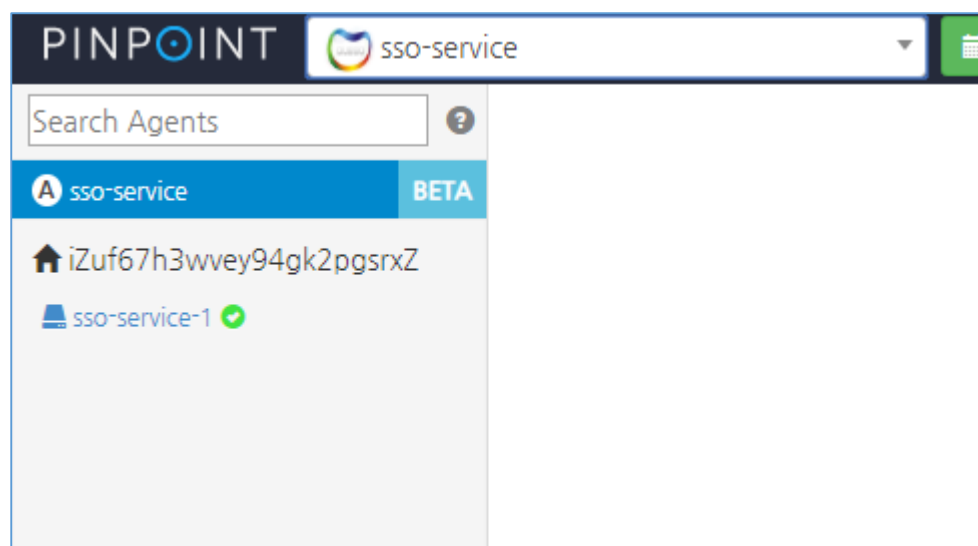 PINPOINT sso-service
Search Agents
A sso-service BETA
iZuf67h3wvey94gk2pgsrxZ
sso-service-1